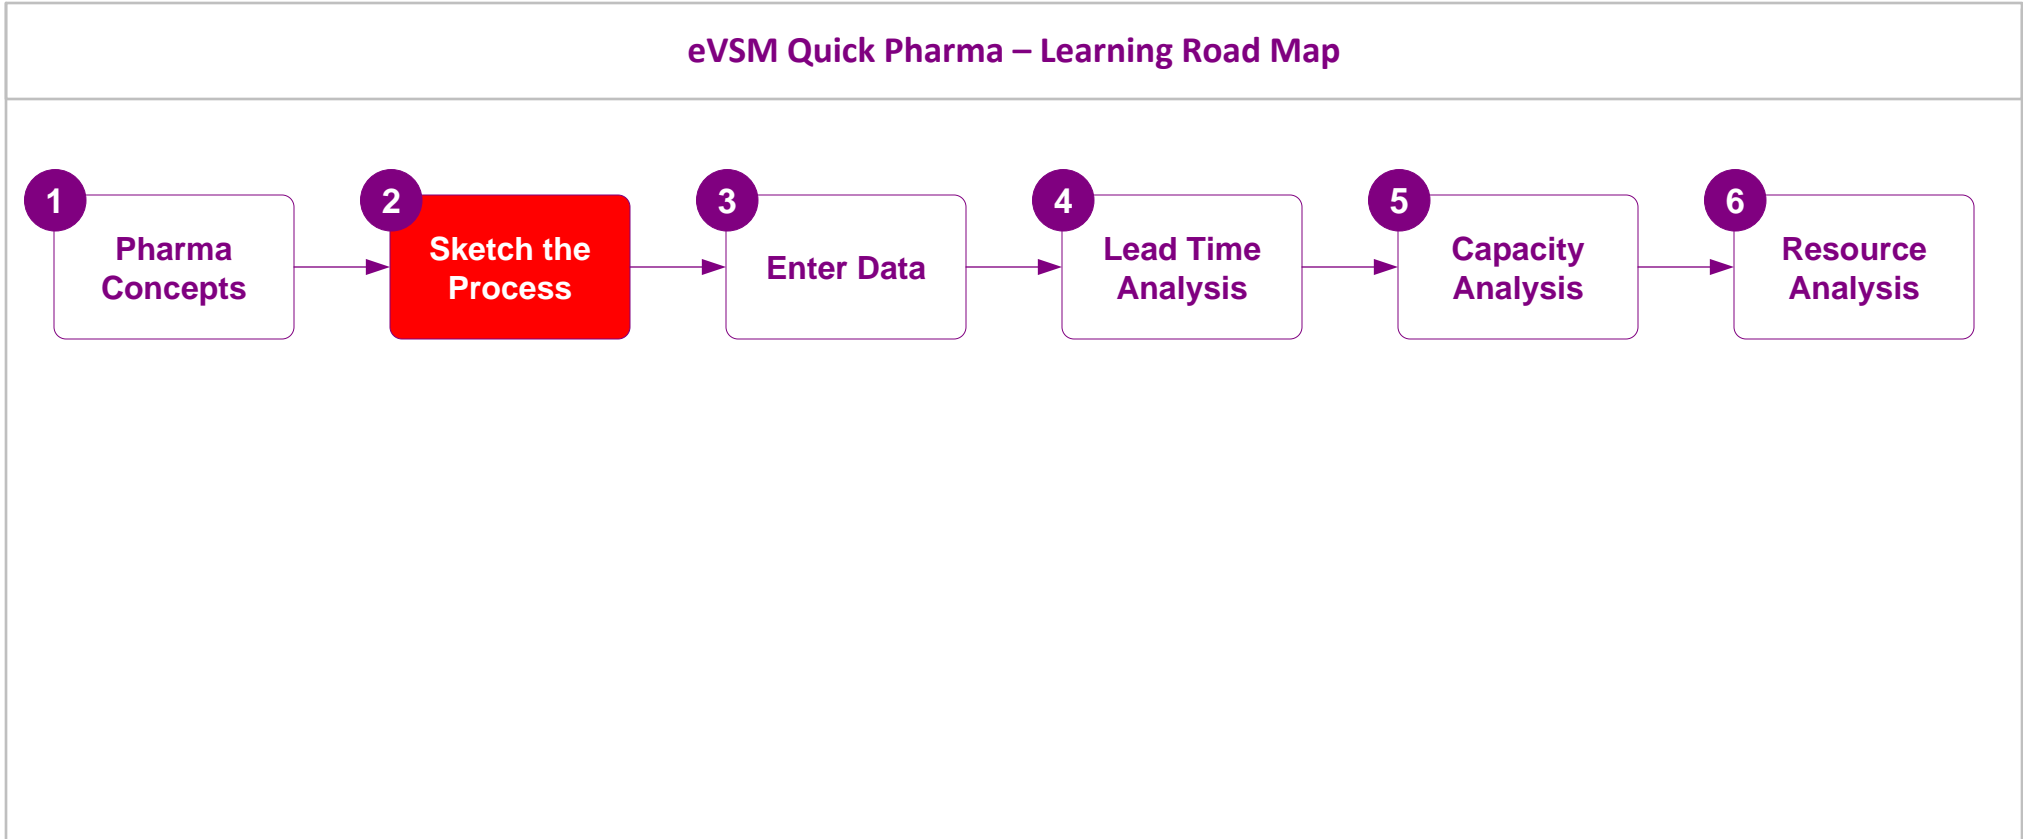 eVSM Quick Pharma – Learning Road Map
1
Pharma
Concepts
2
Sketch the
Process
3
Enter Data
4
Lead Time
Analysis
5
Capacity
Analysis
6
Resource
Analysis